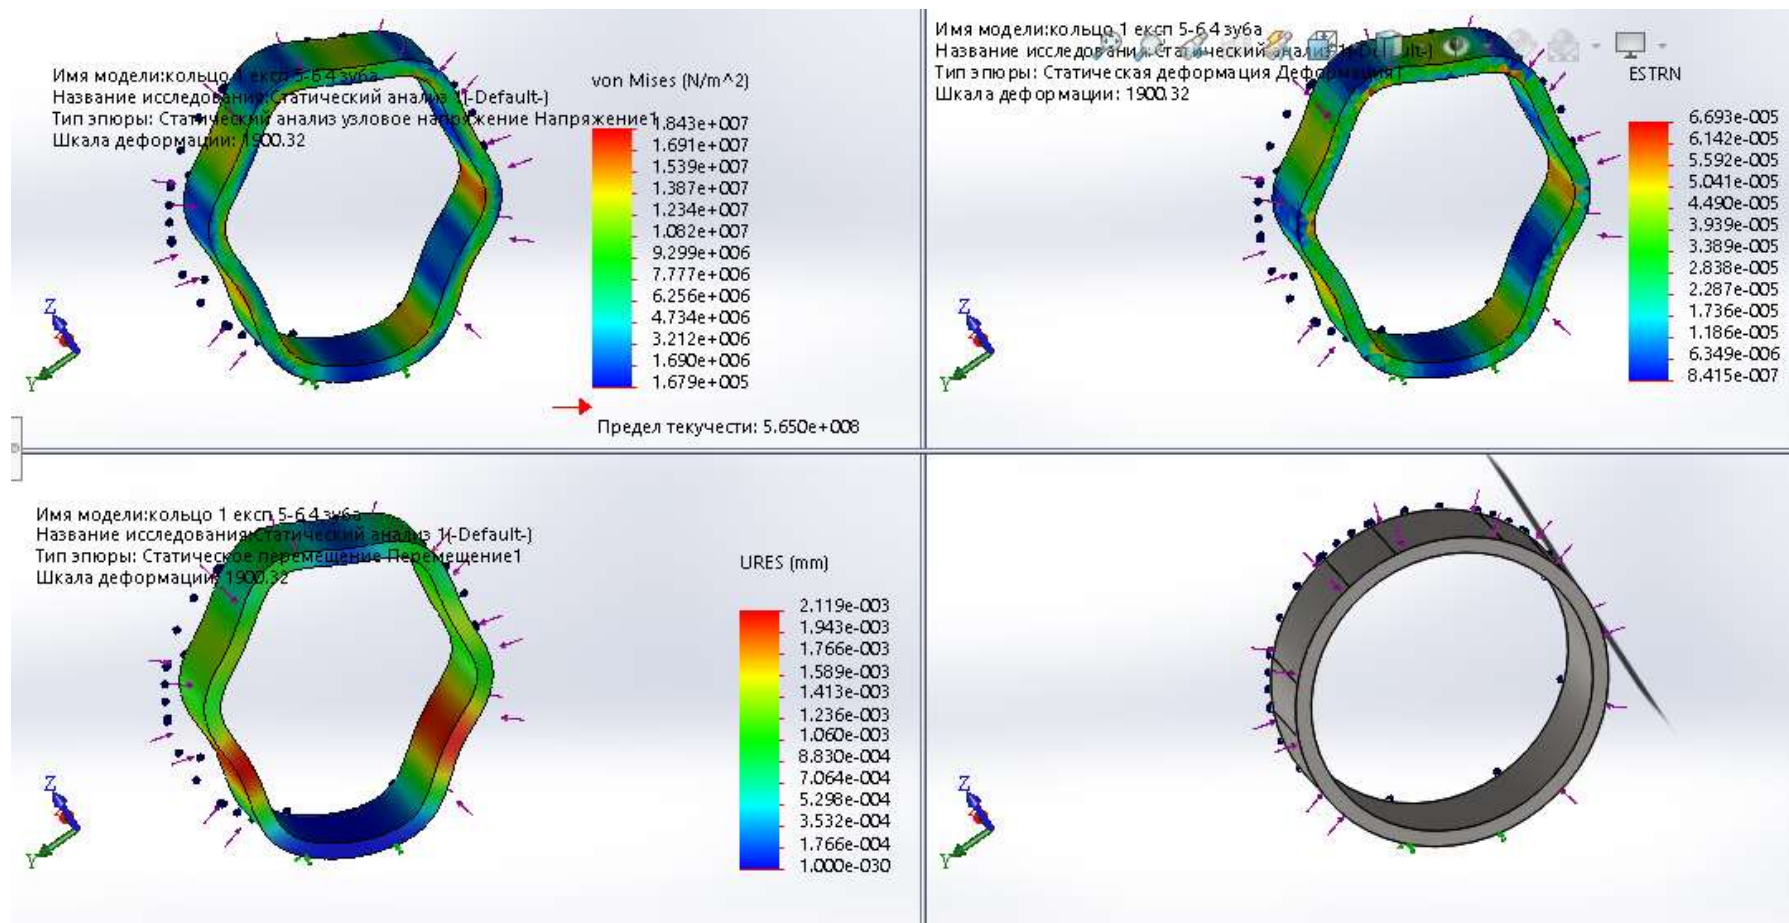 Имя модели:кольцо 1 експ 5-6 4 зуба
Название исследования:Статический анализ 1(-Default-)
Тип эпюры: Статический анализ узловое напряжение Напряжение1
Шкала деформации: 1900.32
von Mises (N/m^2)
1.843e+007
1.691e+007
1.539e+007
1.387e+007
1.234e+007
1.082e+007
9.299e+006
7.777e+006
6.256e+006
4.734e+006
3.212e+006
1.690e+006
1.679e+005
Предел текучести: 5.650e+008
Z
Y
Имя модели:кольцо 1 експ 5-6 4 зуба
Название исследования:Статический анализ 1(-Default-)
Тип эпюры: Статическая деформация Деформация1
Шкала деформации: 1900.32
ESTRN
6.693e-005
6.142e-005
5.592e-005
5.041e-005
4.490e-005
3.939e-005
3.389e-005
2.838e-005
2.287e-005
1.736e-005
1.186e-005
6.349e-006
8.415e-007
Z
Y
Имя модели:кольцо 1 експ 5-6 4 зуба
Название исследования:Статический анализ 1(-Default-)
Тип эпюры: Статическое перемещение Перемещение1
Шкала деформации: 1900.32
URES (mm)
2.119e-003
1.943e-003
1.766e-003
1.589e-003
1.413e-003
1.236e-003
1.060e-003
8.830e-004
7.064e-004
5.298e-004
3.532e-004
1.766e-004
1.000e-030
Z
Y
Z
Y